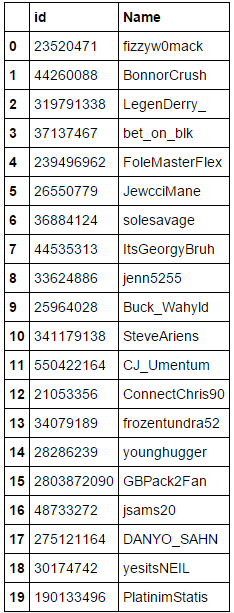 id Name
0 23520471 fizzyw0mack
1 44260088 BonnorCrush
2 319791338 LegenDerry_
3 37137467 bet_on_blk
4 239496962 FoleMasterFlex
5 26550779 JewcciMane
6 36884124 solesavage
7 44535313 ItsGeorgyBruh
8 33624886 jenn5255
9 25964028 Buck_Wahyld
10 341179138 SteveAriens
11 550422164 CJ_Umentum
12 21053356 ConnectChris90
13 34079189 frozentundra52
14 28286239 younghugger
15 2803872090 GBPack2Fan
16 48733272 jsams20
17 275121164 DANYO_SAHN
18 30174742 yesitsNEIL
19 190133496 PlatinimStatis